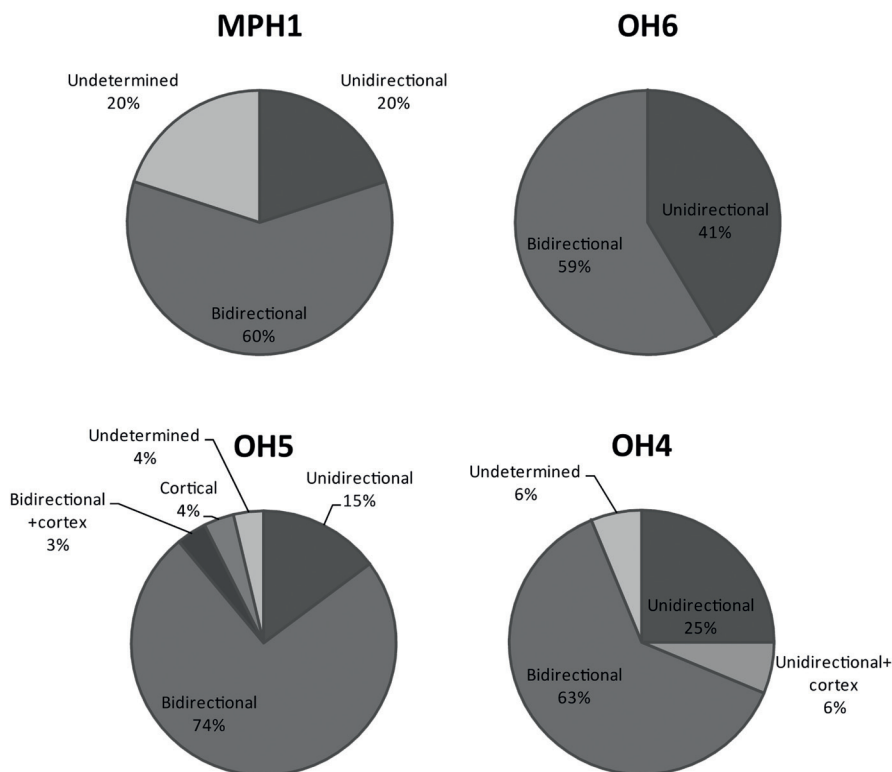 MPH1
Undetermined
20%
Unidirectional
20%
Bidirectional
60%
OH6
Unidirectional
41%
Bidirectional
59%
OH5
Undetermined
4%
Cortical
4%
Bidirectional
+cortex
3%
Unidirectional
15%
Bidirectional
74%
OH4
Undetermined
6%
Unidirectional
25%
Unidirectional+
cortex
6%
Bidirectional
63%